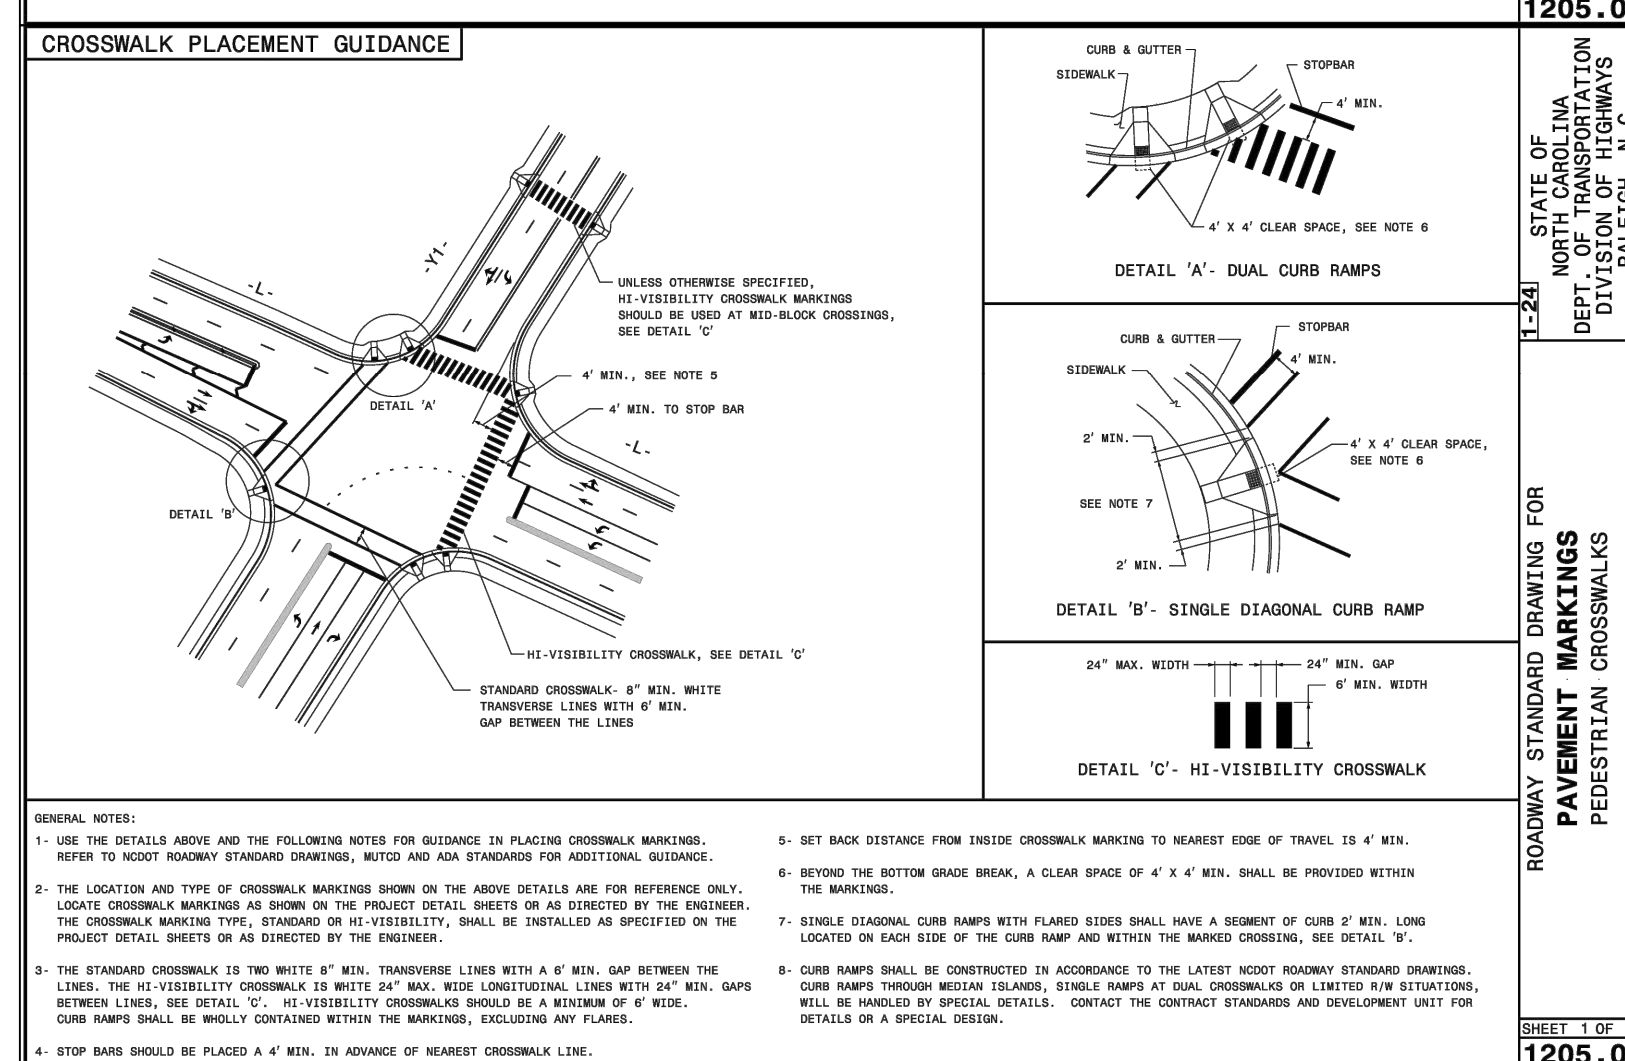 1205.0
CROSSWALK PLACEMENT GUIDANCE
-Y1-
-L-
UNLESS OTHERWISE SPECIFIED,
HI-VISIBILITY CROSSWALK MARKINGS
SHOULD BE USED AT MID-BLOCK CROSSINGS,
SEE DETAIL 'C'
4' MIN., SEE NOTE 5
4' MIN. TO STOP BAR
DETAIL 'A'
-L-
DETAIL 'B'
HI-VISIBILITY CROSSWALK, SEE DETAIL 'C'
STANDARD CROSSWALK- 8" MIN. WHITE
TRANSVERSE LINES WITH 6' MIN.
GAP BETWEEN THE LINES
CURB & GUTTER
SIDEWALK
STOPBAR
4' MIN.
4' X 4' CLEAR SPACE, SEE NOTE 6
DETAIL 'A'- DUAL CURB RAMPS
STOPBAR
CURB & GUTTER
4' MIN.
SIDEWALK
2' MIN.
4' X 4' CLEAR SPACE,
SEE NOTE 6
SEE NOTE 7
2' MIN.
DETAIL 'B'- SINGLE DIAGONAL CURB RAMP
24" MAX. WIDTH
24" MIN. GAP
6' MIN. WIDTH
DETAIL 'C'- HI-VISIBILITY CROSSWALK
GENERAL NOTES:
1- USE THE DETAILS ABOVE AND THE FOLLOWING NOTES FOR GUIDANCE IN PLACING CROSSWALK MARKINGS.
REFER TO NCDOT ROADWAY STANDARD DRAWINGS, MUTCD AND ADA STANDARDS FOR ADDITIONAL GUIDANCE.
2- THE LOCATION AND TYPE OF CROSSWALK MARKINGS SHOWN ON THE ABOVE DETAILS ARE FOR REFERENCE ONLY.
LOCATE CROSSWALK MARKINGS AS SHOWN ON THE PROJECT DETAIL SHEETS OR AS DIRECTED BY THE ENGINEER.
THE CROSSWALK MARKING TYPE, STANDARD OR HI-VISIBILITY, SHALL BE INSTALLED AS SPECIFIED ON THE
PROJECT DETAIL SHEETS OR AS DIRECTED BY THE ENGINEER.
3- THE STANDARD CROSSWALK IS TWO WHITE 8" MIN. TRANSVERSE LINES WITH A 6' MIN. GAP BETWEEN THE
LINES. THE HI-VISIBILITY CROSSWALK IS WHITE 24" MAX. WIDE LONGITUDINAL LINES WITH 24" MIN. GAPS
BETWEEN LINES, SEE DETAIL 'C'. HI-VISIBILITY CROSSWALKS SHOULD BE A MINIMUM OF 6' WIDE.
CURB RAMPS SHALL BE WHOLLY CONTAINED WITHIN THE MARKINGS, EXCLUDING ANY FLARES.
4- STOP BARS SHOULD BE PLACED A 4' MIN. IN ADVANCE OF NEAREST CROSSWALK LINE.
5- SET BACK DISTANCE FROM INSIDE CROSSWALK MARKING TO NEAREST EDGE OF TRAVEL IS 4' MIN.
6- BEYOND THE BOTTOM GRADE BREAK, A CLEAR SPACE OF 4' X 4' MIN. SHALL BE PROVIDED WITHIN
THE MARKINGS.
7- SINGLE DIAGONAL CURB RAMPS WITH FLARED SIDES SHALL HAVE A SEGMENT OF CURB 2' MIN. LONG
LOCATED ON EACH SIDE OF THE CURB RAMP AND WITHIN THE MARKED CROSSING, SEE DETAIL 'B'.
8- CURB RAMPS SHALL BE CONSTRUCTED IN ACCORDANCE TO THE LATEST NCDOT ROADWAY STANDARD DRAWINGS.
CURB RAMPS THROUGH MEDIAN ISLANDS, SINGLE RAMPS AT DUAL CROSSWALKS OR LIMITED R/W SITUATIONS,
WILL BE HANDLED BY SPECIAL DETAILS. CONTACT THE CONTRACT STANDARDS AND DEVELOPMENT UNIT FOR
DETAILS OR A SPECIAL DESIGN.
STATE OF
NORTH CAROLINA
DEPT. OF TRANSPORTATION
DIVISION OF HIGHWAYS
1-24
ROADWAY STANDARD DRAWING FOR
PAVEMENT MARKINGS
PEDESTRIAN CROSSWALKS
SHEET 1 OF
1205.0